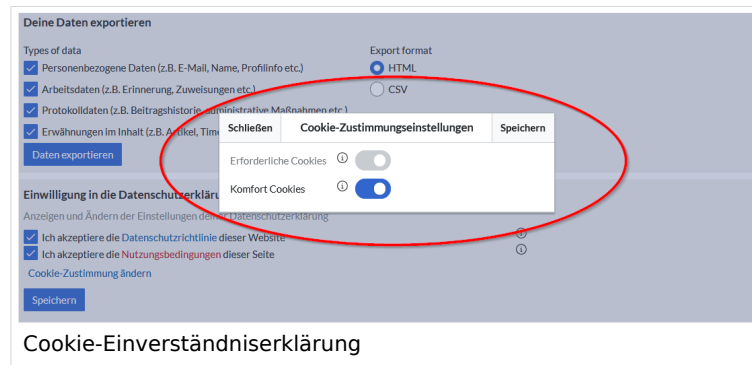 Deine Daten exportieren
Types of data
Export format
Personenbezogene Daten (z.B. E-Mail, Name, Profilinfo etc.)
HTML
Arbeitsdaten (z.B. Erinnerung, Zuweisungen etc.)
CSV
Protokolldaten (z.B. Beitragshistorie, administrative Maßnahmen etc.)
Erwähnungen im Inhalt (z.B. Artikel,
Schließen Cookie-Zustimmungseinstellungen Speichern
Daten exportieren
Erforderliche Cookies
Komfort Cookies
Einwilligung in die
Anzeigen und Ändern der Einstellungen deiner Datenschutzerklärung
Ich akzeptiere die Datenschutzrichtlinie dieser Website
Ich akzeptiere die Nutzungsbedingungen dieser Seite
Cookie-Zustimmung ändern
Speichern
Cookie-Einverständniserklärung